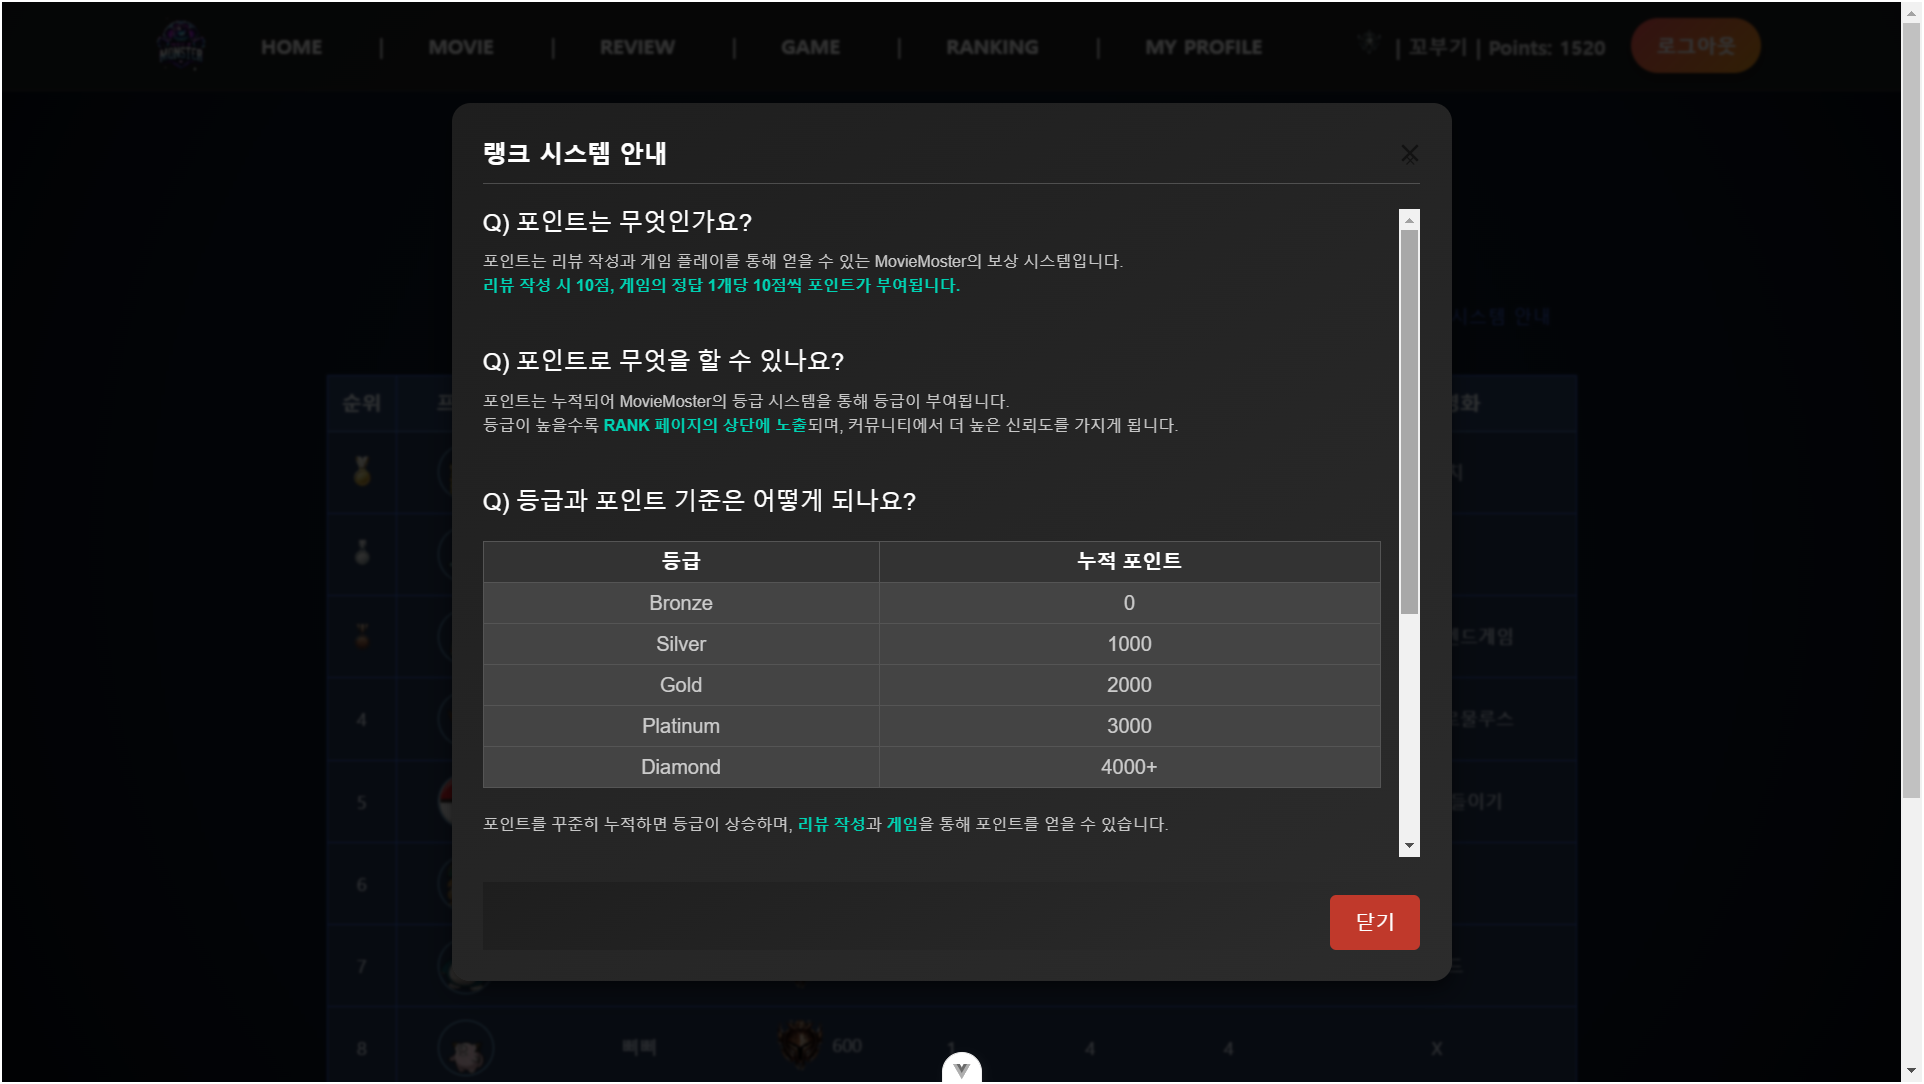 MONSTER
HOME | MOVIE | REVIEW | GAME | RANKING | MY PROFILE | 꼬부기 | Points: 1520 로그아웃
랭크 시스템 안내
Q) 포인트는 무엇인가요?
포인트는 리뷰 작성과 게임 플레이를 통해 얻을 수 있는 MovieMoster의 보상 시스템입니다.
리뷰 작성 시 10점, 게임의 정답 1개당 10점씩 포인트가 부여됩니다.
시스템 안내
Q) 포인트로 무엇을 할 수 있나요?
포인트는 누적되어 MovieMoster의 등급 시스템을 통해 등급이 부여됩니다.
등급이 높을수록 RANK 페이지의 상단에 노출되며, 커뮤니티에서 더 높은 신뢰도를 가지게 됩니다.
순위
Q) 등급과 포인트 기준은 어떻게 되나요?
등급 누적 포인트
Bronze 0
Silver 1000
Gold 2000
Platinum 3000
Diamond 4000+
포인트를 꾸준히 누적하면 등급이 상승하며, 리뷰 작성과 게임을 통해 포인트를 얻을 수 있습니다.
닫기
4
5
6
7
8 삐삐 600 1 4 4 X